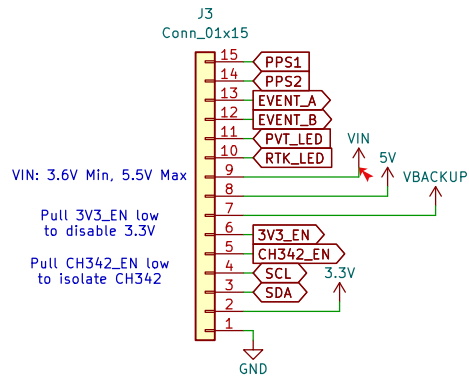 J3
Conn_01x15
15 PPS1
14 PPS2
13 EVENT_A
12 EVENT_B
11 PVT_LED
10 RTK_LED
VIN
9
VIN: 3.6V Min, 5.5V Max
5V
8
VBACKUP
7
Pull 3V3_EN low
to disable 3.3V
6 3V3_EN
5 CH342_EN
Pull CH342_EN low
to isolate CH342
4 SCL
3 SDA
3.3V
2
1
GND